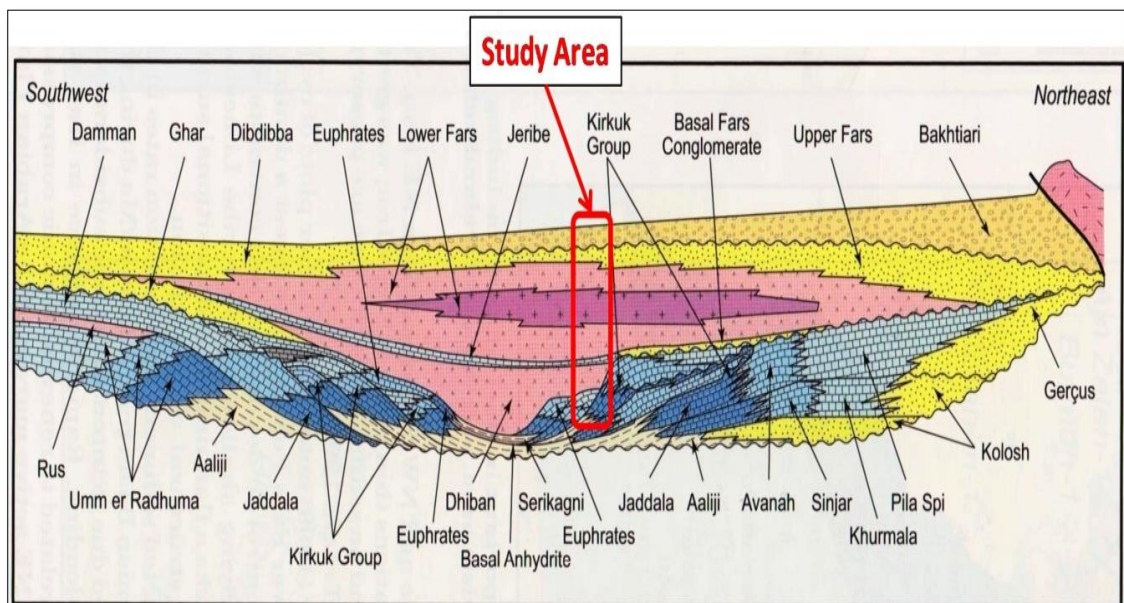 Study Area
Southwest
Northeast
Damman
Ghar
Dibdibba
Euphrates
Lower Fars
Jeribe
Kirkuk
Group
Basal Fars
Conglomerate
Upper Fars
Bakhtiari
Gerçus
Kolosh
Rus
Umm er Radhuma
Aaliji
Jaddala
Kirkuk Group
Euphrates
Dhiban
Basal Anhydrite
Serikagni
Euphrates
Jaddala
Aaliji
Avanah
Sinjar
Khurmala
Pila Spi